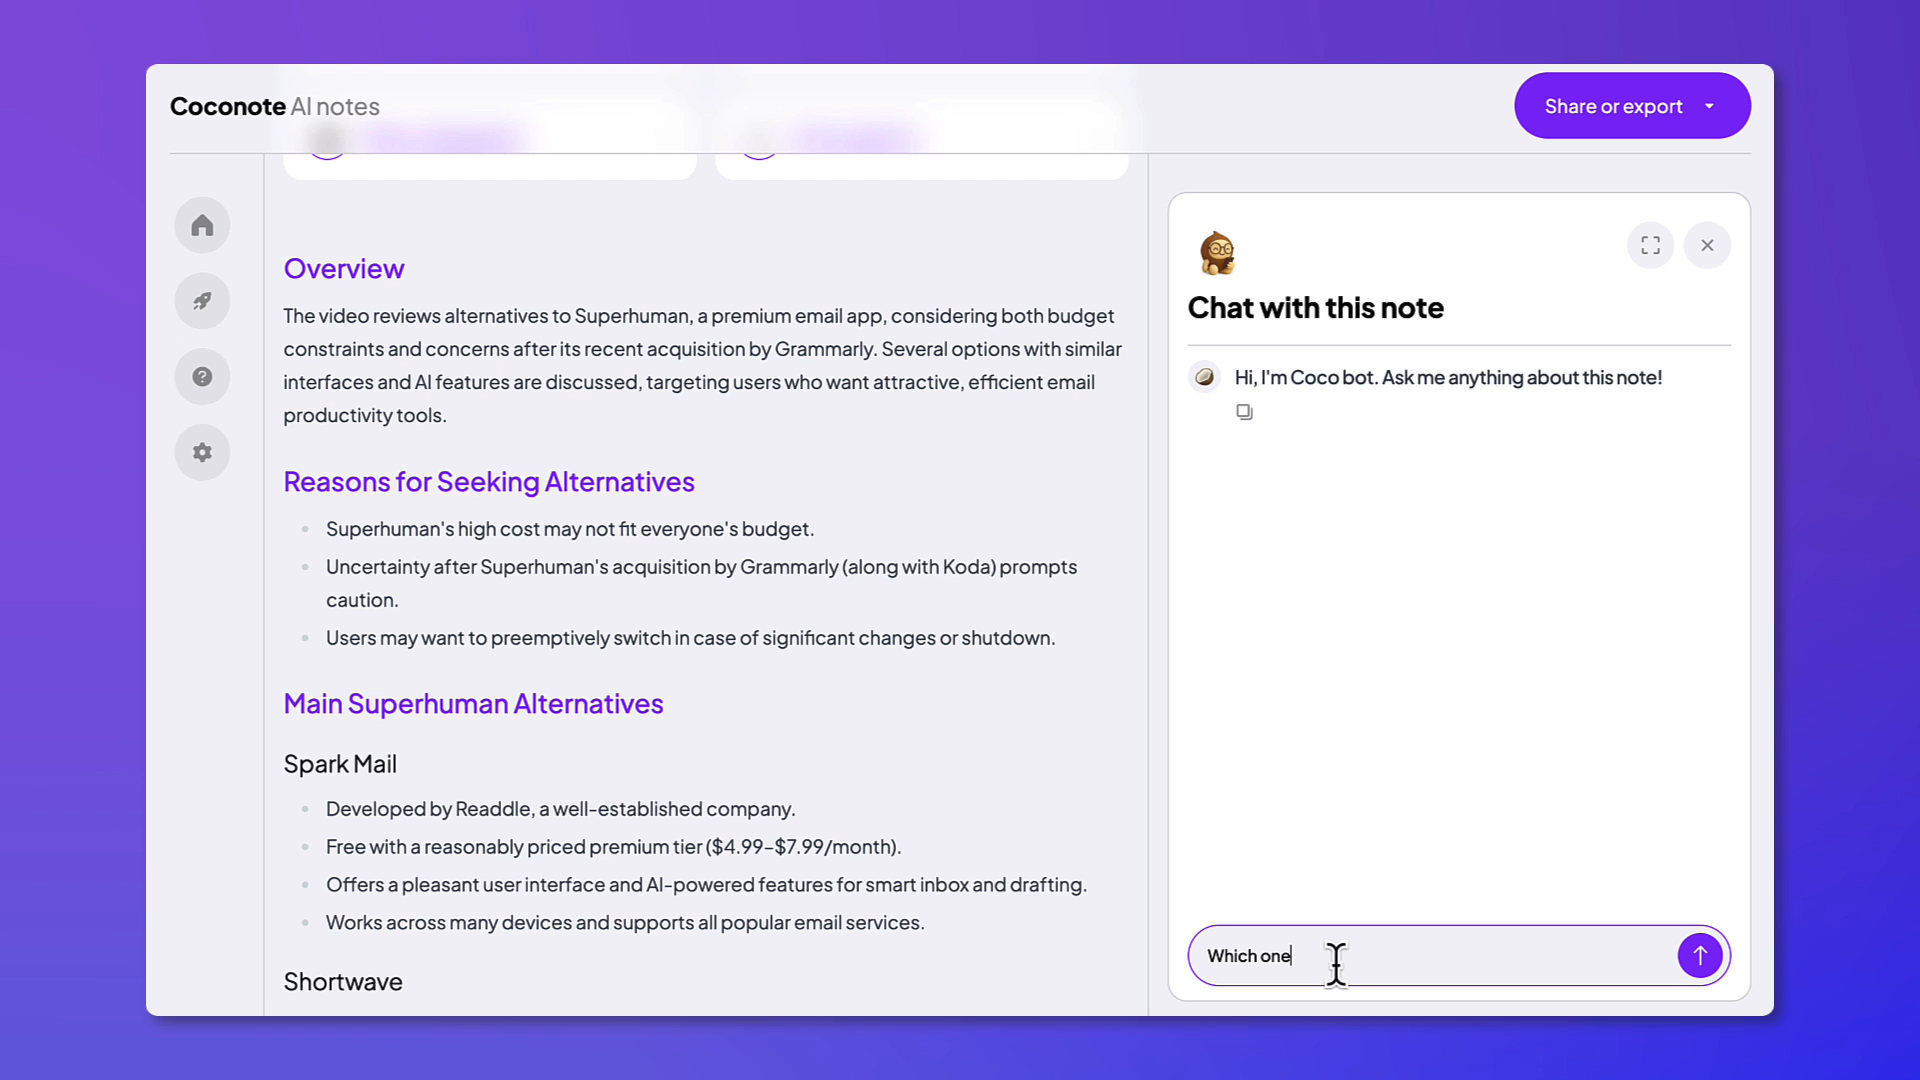 Coconote AI notes
Share or export
Overview
The video reviews alternatives to Superhuman, a premium email app, considering both budget
constraints and concerns after its recent acquisition by Grammarly. Several options with similar
interfaces and AI features are discussed, targeting users who want attractive, efficient email
productivity tools.
Reasons for Seeking Alternatives
Superhuman's high cost may not fit everyone's budget.
Uncertainty after Superhuman's acquisition by Grammarly (along with Koda) prompts
caution.
Users may want to preemptively switch in case of significant changes or shutdown.
Main Superhuman Alternatives
Spark Mail
Developed by Readdle, a well-established company.
Free with a reasonably priced premium tier ($4.99–$7.99/month).
Offers a pleasant user interface and AI-powered features for smart inbox and drafting.
Works across many devices and supports all popular email services.
Shortwave
Chat with this note
Hi, I'm Coco bot. Ask me anything about this note!
Which one